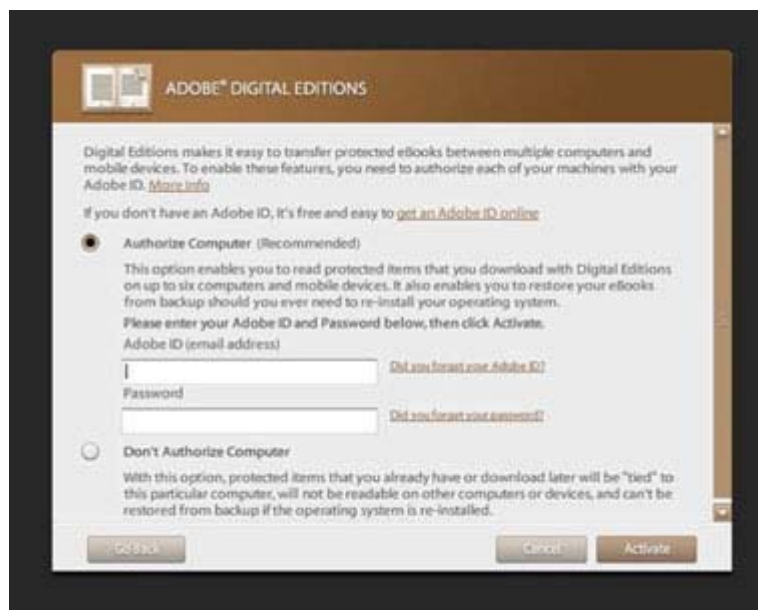 ADOBE® DIGITAL EDITIONS
Digital Editions makes it easy to transfer protected eBooks between multiple computers and
mobile devices. To enable these features, you need to authorize each of your machines with your
Adobe ID. More Info
If you don't have an Adobe ID, it's free and easy to get an Adobe ID online
Authorize Computer (Recommended)
This option enables you to read protected items that you download with Digital Editions
on up to six computers and mobile devices. It also enables you to restore your eBooks
from backup should you ever need to re-install your operating system.
Please enter your Adobe ID and Password below, then click Activate.
Adobe ID (email address)
Did you forget your Adobe ID?
Password
Did you forget your password?
Don't Authorize Computer
With this option, protected items that you already have or download later will be "tied" to
this particular computer, will not be readable on other computers or devices, and can't be
restored from backup if the operating system is re-installed.
Go Back Cancel Activate